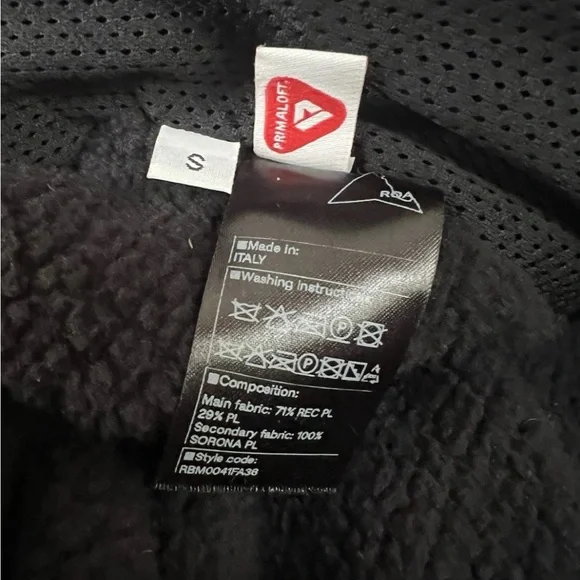 PRIMALOFT
S
ROA
Made in:
ITALY
Washing Instructions
P
P
A
Composition:
Main fabric: 71% REC PL
29% PL
Secondary fabric: 100%
SORONA PL
Style code:
RBM0041FA36